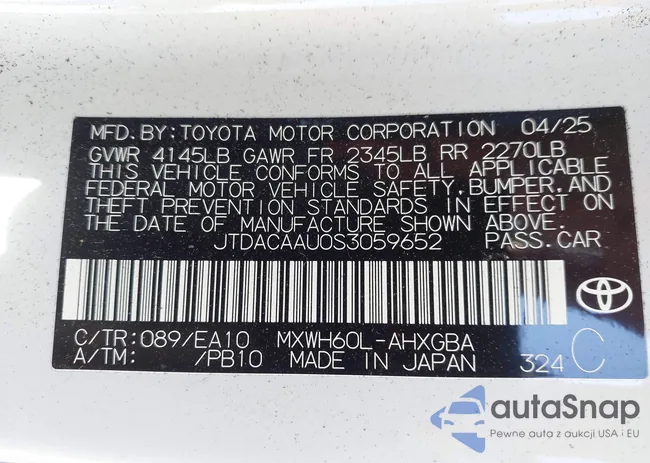 MFD.BY:TOYOTA MOTOR CORPORATION 04/25
GVWR 4145LB GAWR FR 2345LB RR 2270LB
THIS VEHICLE CONFORMS TO ALL APPLICABLE
FEDERAL MOTOR VEHICLE SAFETY,BUMPER,AND
THEFT PREVENTION STANDARDS IN EFFECT ON
THE DATE OF MANUFACTURE SHOWN ABOVE.
JTDACAAU0S3059652 PASS.CAR
C/TR:089/EA10 MXWH60L-AHXGBA
A/TM: /PB10 MADE IN JAPAN 324 C
autoSnap
Pewne auta z aukcji USA i EU